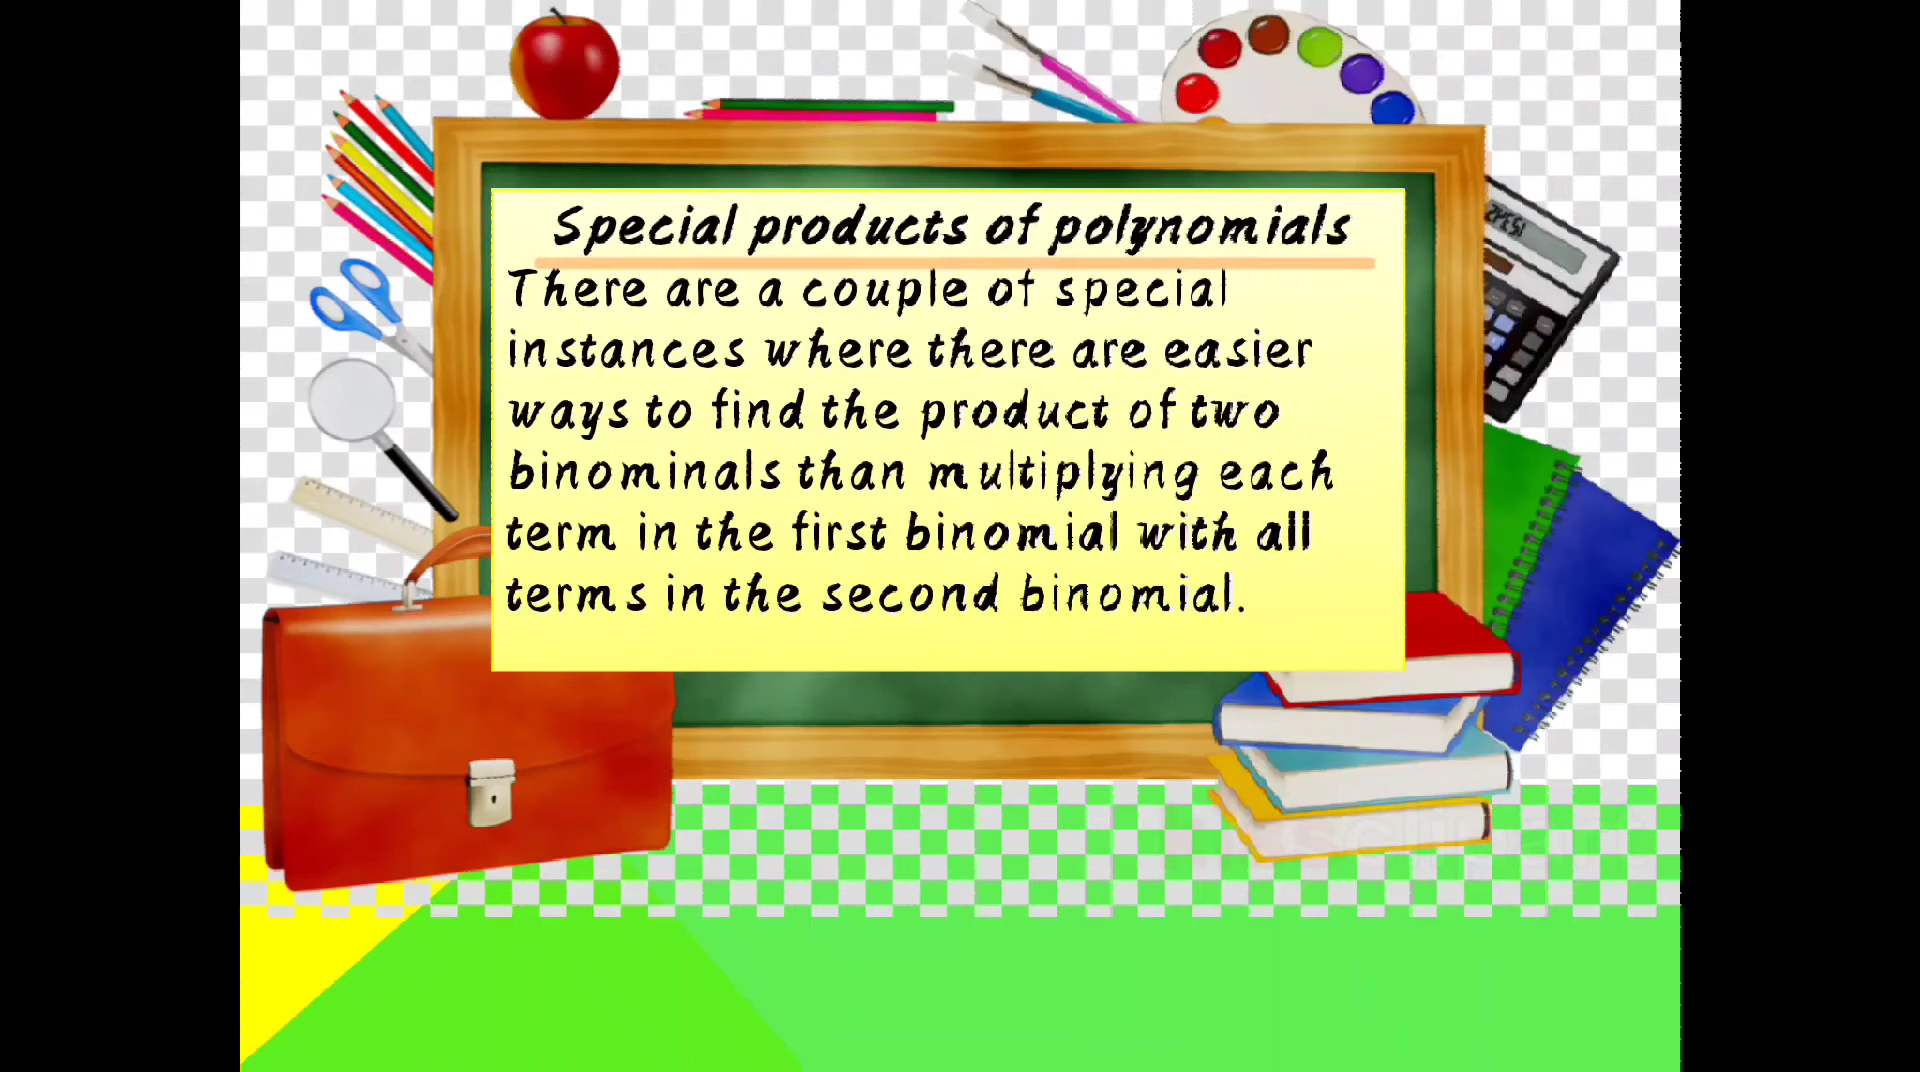 Special products of polynomials
There are a couple of special
instances where there are easier
ways to find the product of two
binominals than multiplying each
term in the first binomial with all
terms in the second binomial.